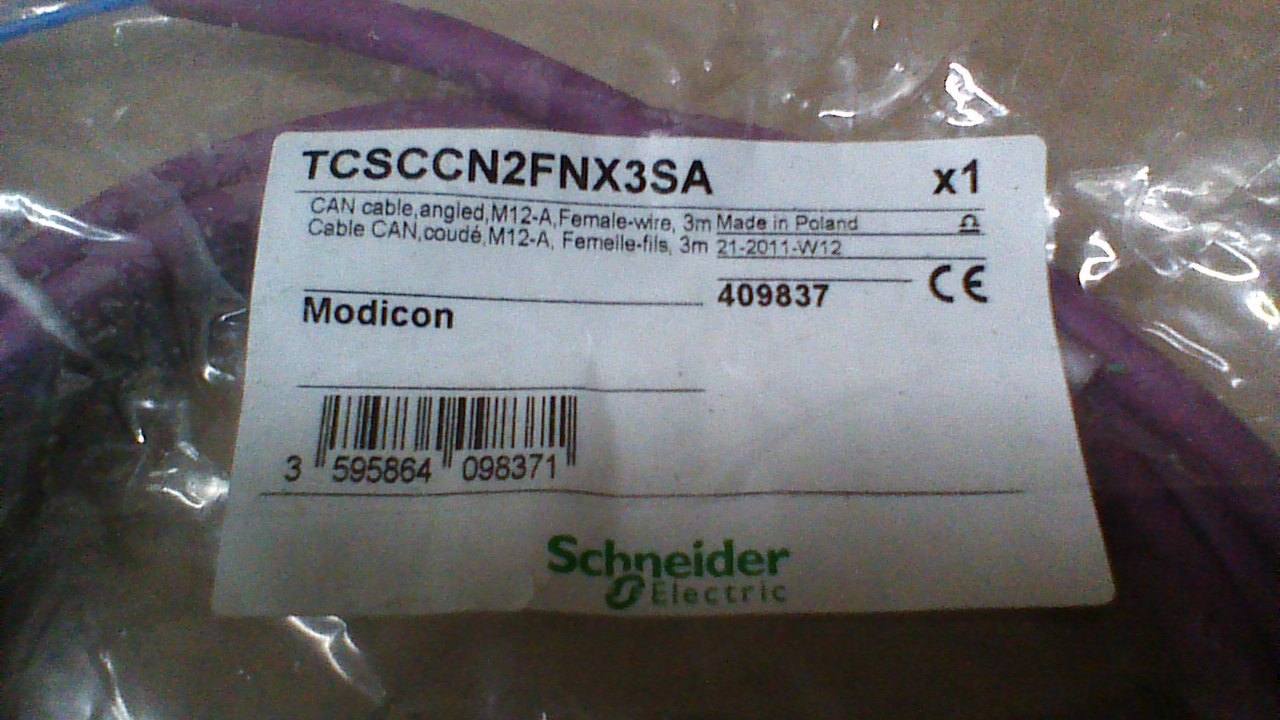 TCSCCN2FNX3SA x1
CAN cable,angled,M12-A,Female-wire, 3m Made in Poland
Cable CAN,coudé,M12-A, Femelle-fils, 3m 21-2011-W12
409837 CE
Modicon
3 595864 098371
Schneider
Electric